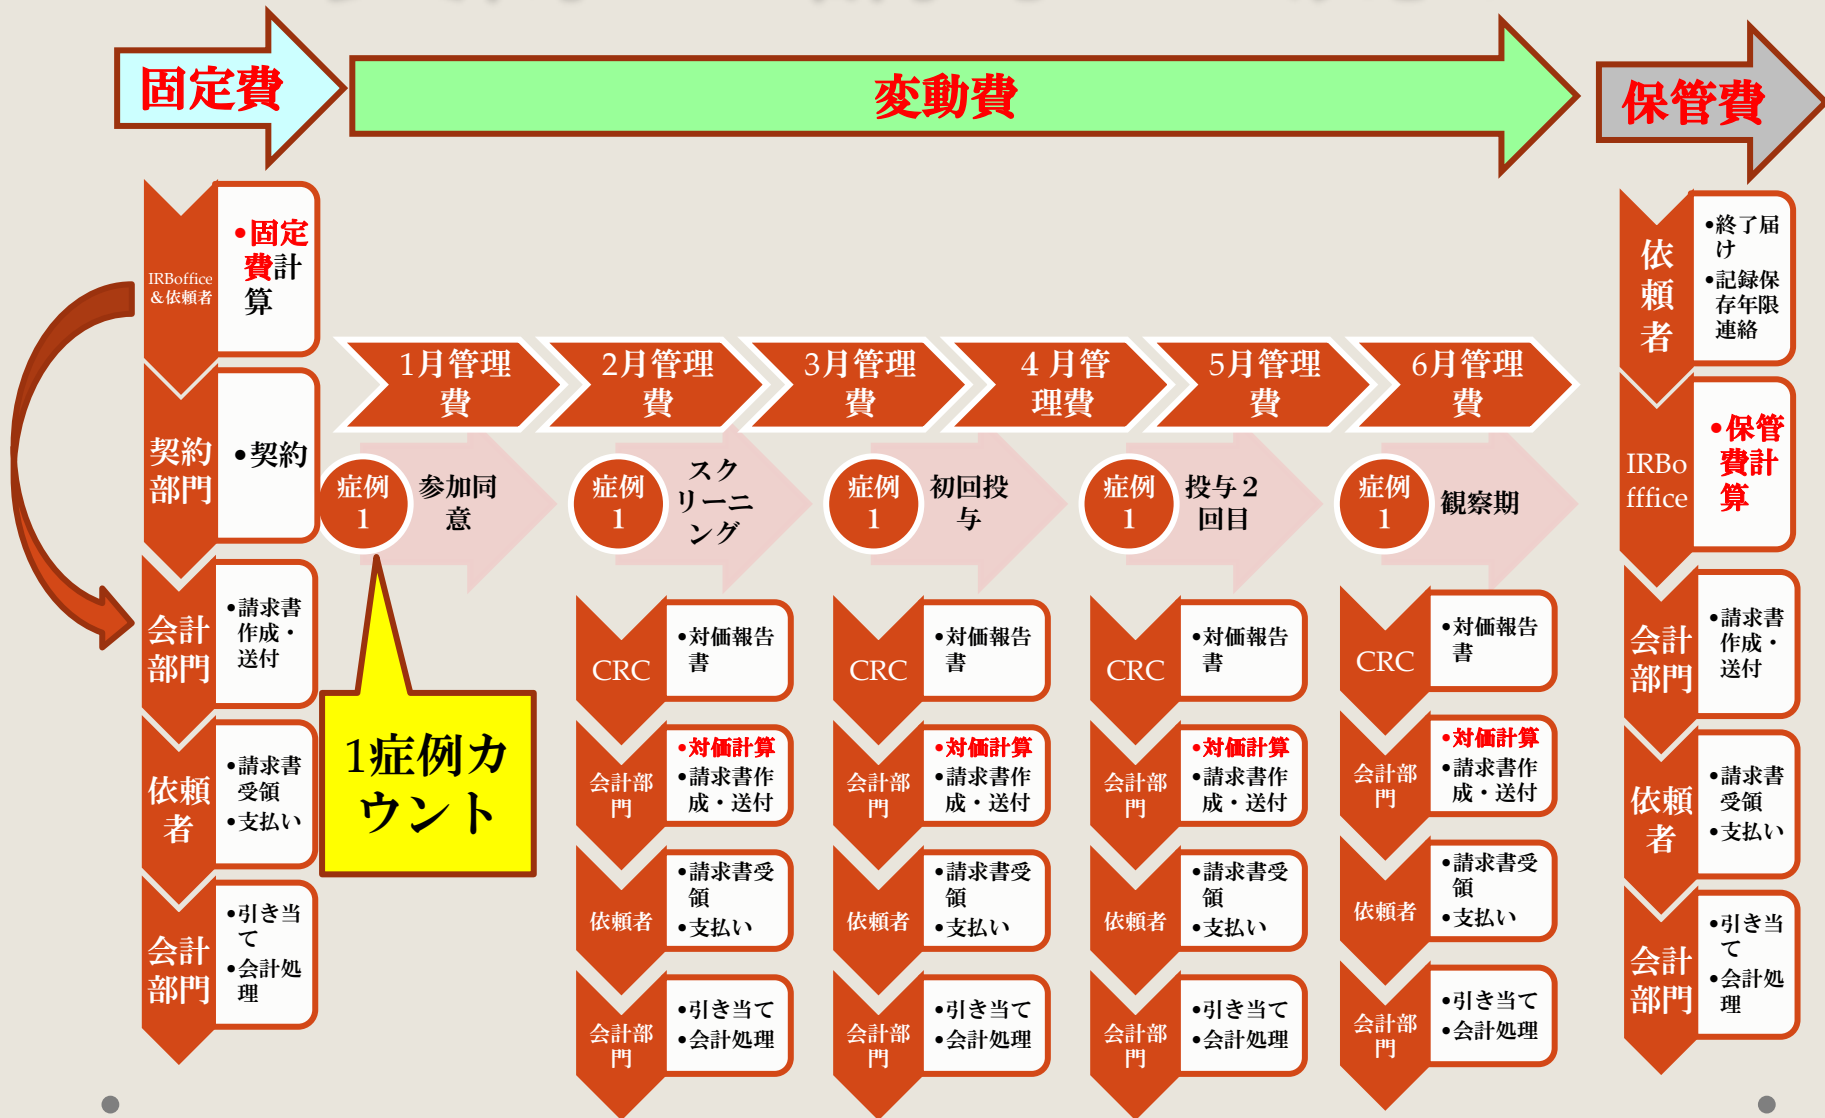 固定費
変動費
保管費
IRBoffice
&依頼者
•固定
費計
算
契約
部門
•契約
会計
部門
•請求書
作成・
送付
依頼
者
•請求書
受領
•支払い
会計
部門
•引き当
て
•会計処
理
1月管理
費
2月管理
費
3月管理
費
4 月管
理費
5月管理
費
6月管理
費
症例
1
参加同
意
症例
1
スク
リーニ
ング
症例
1
初回投
与
症例
1
投与２
回目
症例
1
観察期
1症例カ
ウント
CRC
•対価報告
書
会計部
門
•対価計算
•請求書作
成・送付
依頼者
•請求書受
領
•支払い
会計部
門
•引き当て
•会計処理
CRC
•対価報告
書
会計部
門
•対価計算
•請求書作
成・送付
依頼者
•請求書受
領
•支払い
会計部
門
•引き当て
•会計処理
CRC
•対価報告
書
会計部
門
•対価計算
•請求書作
成・送付
依頼者
•請求書受
領
•支払い
会計部
門
•引き当て
•会計処理
CRC
•対価報告
書
会計部
門
•対価計算
•請求書作
成・送付
依頼者
•請求書受
領
•支払い
会計部
門
•引き当て
•会計処理
依
頼
者
•終了届
け
•記録保
存年限
連絡
IRBo
fffice
•保管
費計
算
会計
部門
•請求書
作成・
送付
依頼
者
•請求書
受領
•支払い
会計
部門
•引き当
て
•会計処
理